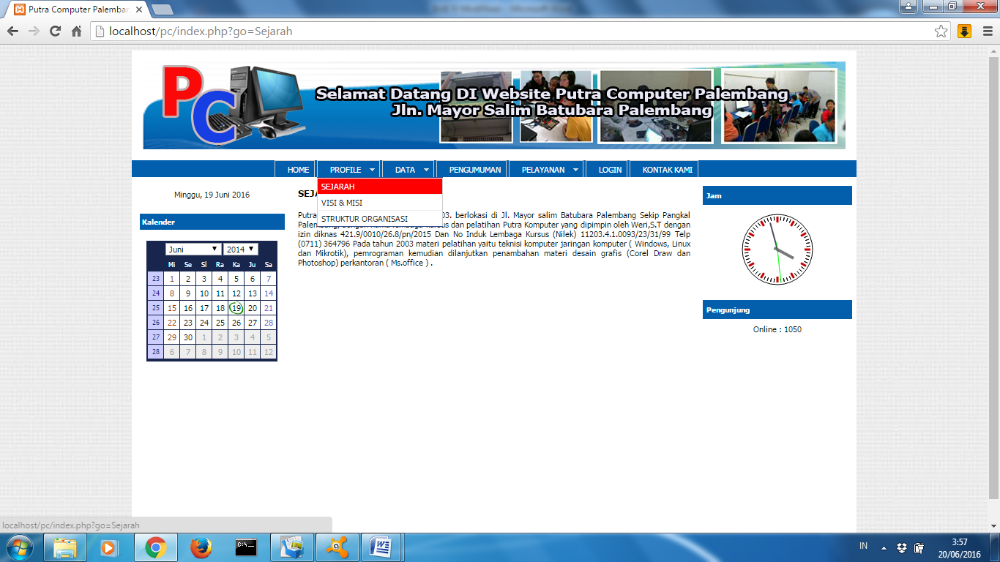 Putra Computer Palembar
localhost/pc/index.php?go=Sejarah
PC
Selamat Datang DI Website Putra Computer Palembang
Jln. Mayor Salim Batubara Palembang
HOME PROFILE DATA PENGUMUMAN PELAYANAN LOGIN KONTAK KAMI
SEJARAH
VISI & MISI
STRUKTUR ORGANISASI
Minggu, 19 Juni 2016
Kalender
Juni 2014
Mi Se Sl Ra Ka Ju Sa
23 1 2 3 4 5 6 7
24 8 9 10 11 12 13 14
25 15 16 17 18 19 20 21
26 22 23 24 25 26 27 28
27 29 30 1 2 3 4 5
28 6 7 8 9 10 11 12
Putra 03. berlokasi di Jl. Mayor salim Batubara Palembang Sekip Pangkal
dan pelatihan Putra Komputer yang dipimpin oleh Weri,S.T dengan
izin diknas 421.9/0010/26.8/pn/2015 Dan No Induk Lembaga Kursus (Nilek) 11203.4.1.0093/23/31/99 Telp
(0711) 364796 Pada tahun 2003 materi pelatihan yaitu teknisi komputer jaringan komputer ( Windows, Linux
dan Mikrotik), pemrograman kemudian dilanjutkan penambahan materi desain grafis (Corel Draw dan
Photoshop) perkantoran ( Ms.office ) .
Jam
Pengunjung
Online : 1050
localhost/pc/index.php?go=Sejarah
C:\_
IN
3:57
20/06/2016